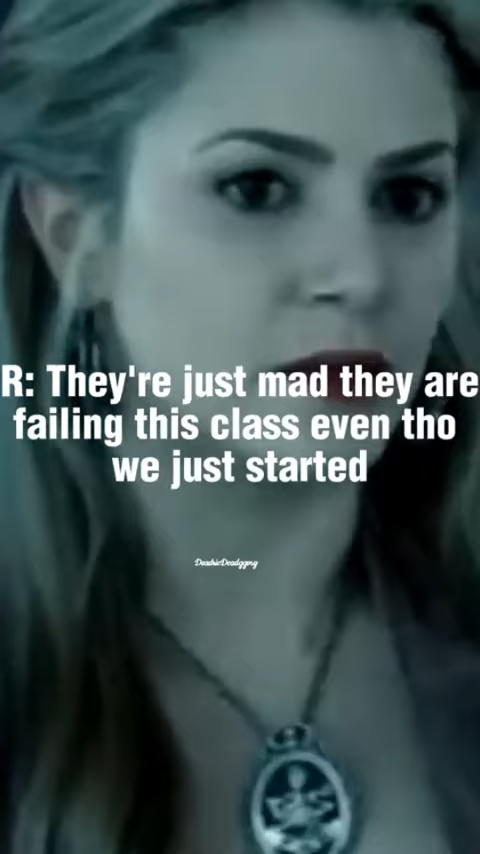 R: They're just mad they are
failing this class even tho
we just started